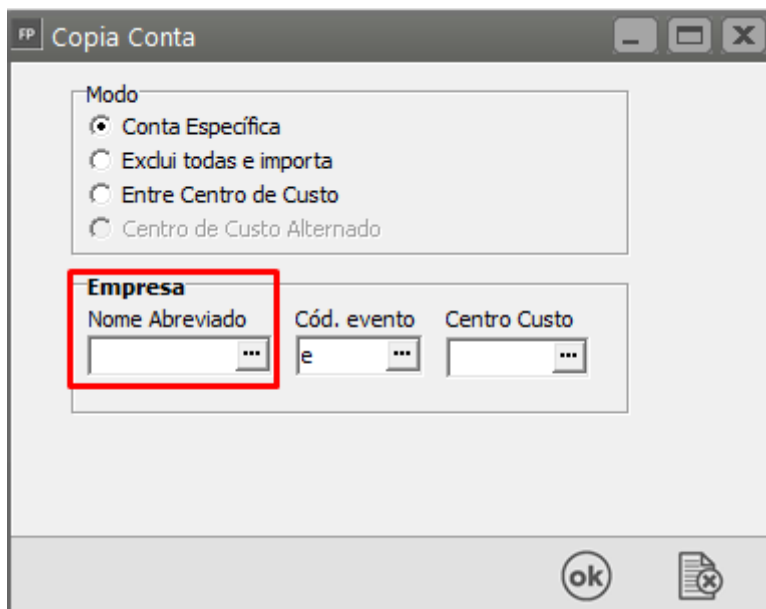 FP Copia Conta
Modo
Conta Específica
Exclui todas e importa
Entre Centro de Custo
Centro de Custo Alternado
Empresa
Nome Abreviado Cód. evento Centro Custo
... e ... ...
ok